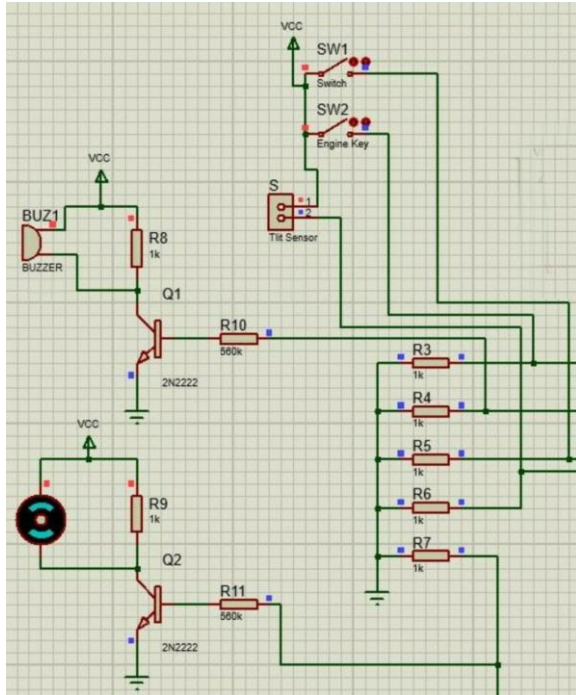 VCC
SW1
Switch
SW2
Engine Key
S
1
2
Tlit Sensor
VCC
BUZ1
BUZZER
R8
1k
Q1
2N2222
R10
560k
R3
1k
R4
1k
R5
1k
R6
1k
R7
1k
VCC
R9
1k
Q2
2N2222
R11
560k